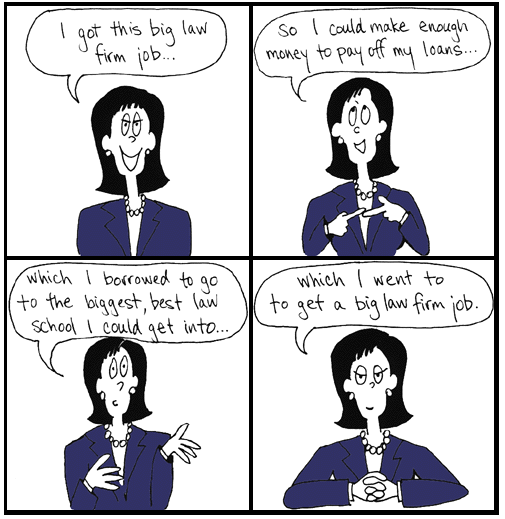 I got this big law
firm job...
So I could make enough
money to pay off my loans...
which I borrowed to go
to the biggest, best law
school I could get into...
which I went to
to get a big law firm job.